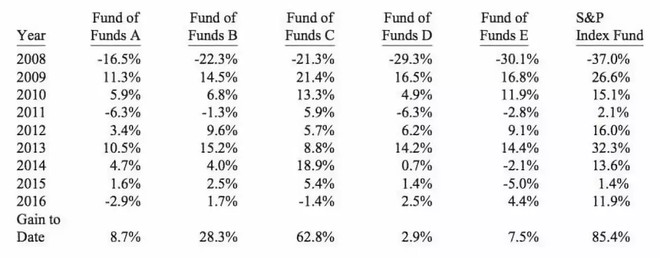 Fund of Fund of Fund of Fund of Fund of S&P
Year Funds A Funds B Funds C Funds D Funds E Index Fund
2008 -16.5% -22.3% -21.3% -29.3% -30.1% -37.0%
2009 11.3% 14.5% 21.4% 16.5% 16.8% 26.6%
2010 5.9% 6.8% 13.3% 4.9% 11.9% 15.1%
2011 -6.3% -1.3% 5.9% -6.3% -2.8% 2.1%
2012 3.4% 9.6% 5.7% 6.2% 9.1% 16.0%
2013 10.5% 15.2% 8.8% 14.2% 14.4% 32.3%
2014 4.7% 4.0% 18.9% 0.7% -2.1% 13.6%
2015 1.6% 2.5% 5.4% 1.4% -5.0% 1.4%
2016 -2.9% 1.7% -1.4% 2.5% 4.4% 11.9%
Gain to
Date 8.7% 28.3% 62.8% 2.9% 7.5% 85.4%